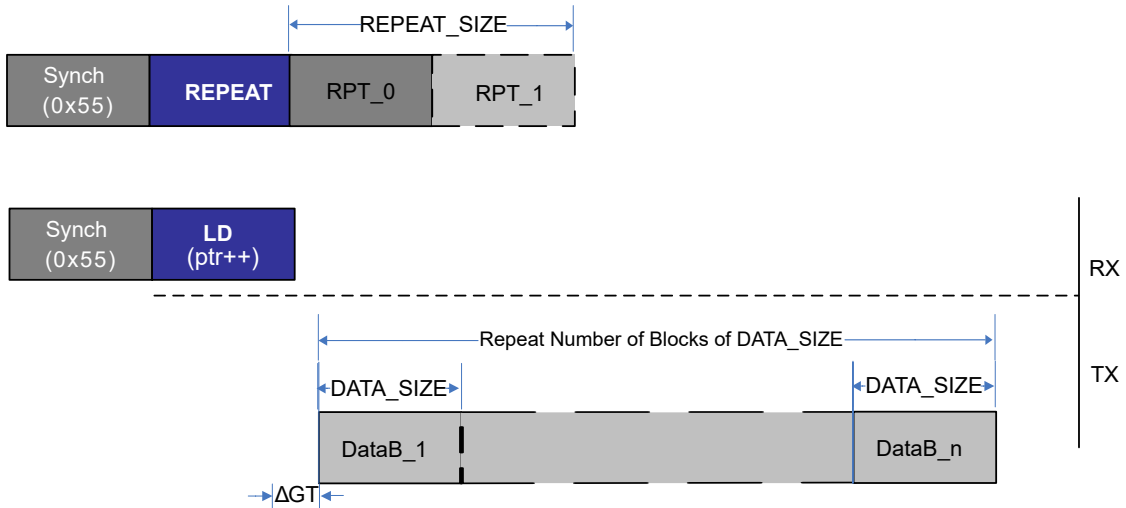 REPEAT_SIZE
Synch
(0x55)
REPEAT
RPT_0
RPT_1
Synch
(0x55)
LD
(ptr++)
RX
Repeat Number of Blocks of DATA_SIZE
TX
DATA_SIZE
DATA_SIZE
DataB_1
DataB_n
ΔGT